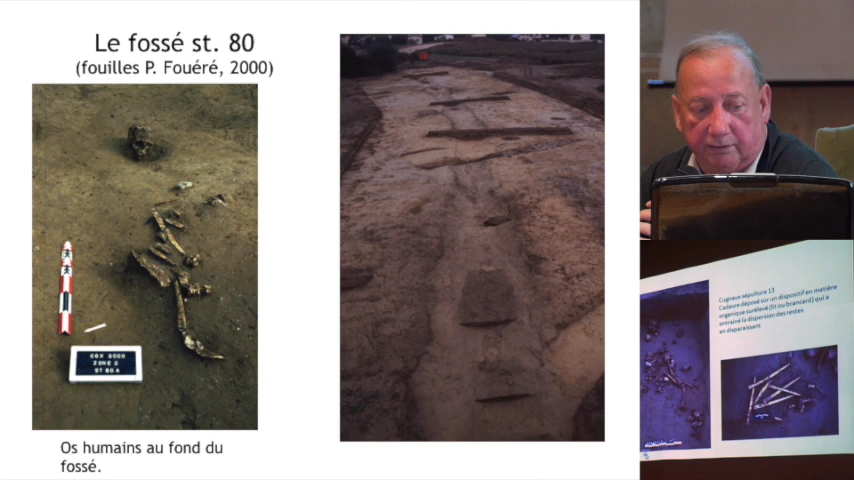 Le fossé st. 80
(fouilles P. Fouéré, 2000)
CBX 2000
ZONE 2
ST 80 A
Os humains au fond du
fossé.
Cugnaux sépulture 13
Cadavre déposé sur un dispositif en matière
organique surélevé (lit ou brancard) qui a
entrainé la dispersion des restes
en disparaissant